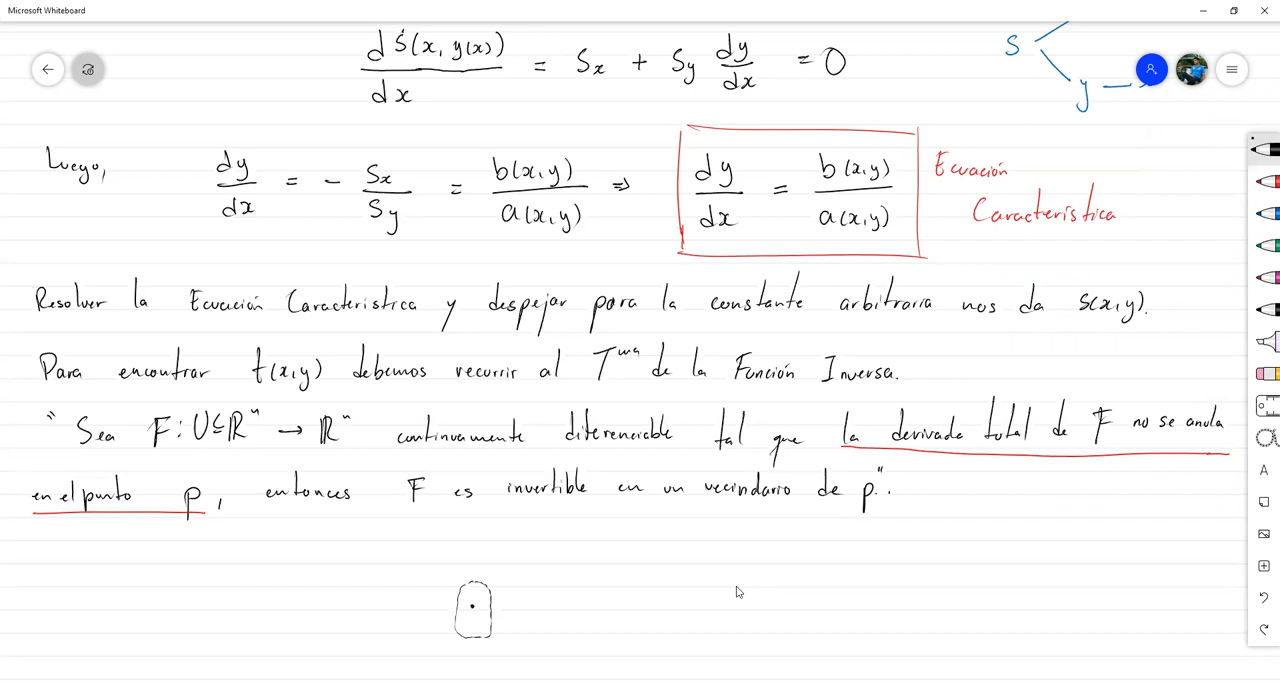 Microsoft Whiteboard
d S(x, y(x)) / dx = Sx + Sy dy/dx = 0
S
y
Luego, dy/dx = - Sx/Sy = b(x,y)/a(x,y) ⇒ dy/dx = b(x,y)/a(x,y) Ecuación
Característica
Resolver la Ecuación Característica y despejar para la constante arbitraria nos da s(x,y).
Para encontrar t(x,y) debemos recurrir al Tma de la Función Inversa.
" Sea F: U⊆ℝⁿ → ℝⁿ continuamente diferenciable tal que la derivada total de F no se anula
en el punto p, entonces F es invertible en un vecindario de p".
A